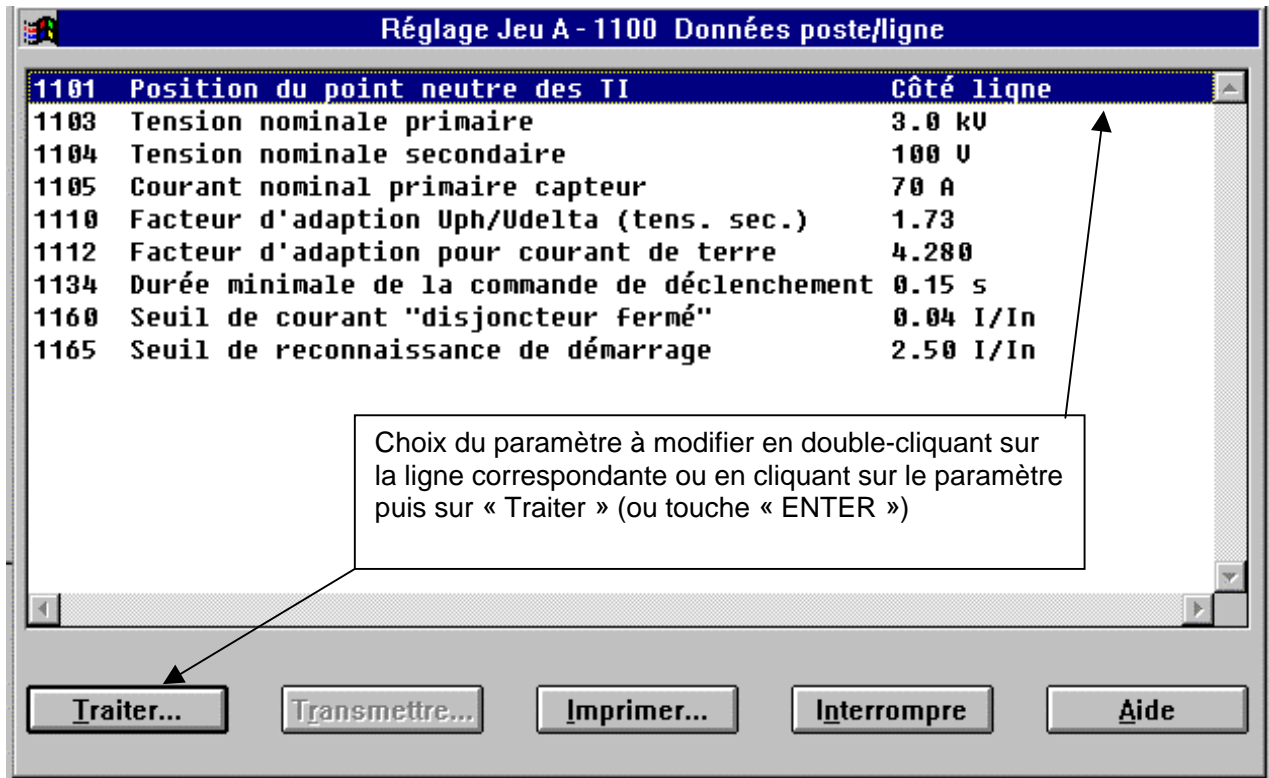 Réglage Jeu A - 1100 Données poste/ligne
1101 Position du point neutre des TI Côté ligne
1103 Tension nominale primaire 3.0 kV
1104 Tension nominale secondaire 100 V
1105 Courant nominal primaire capteur 70 A
1110 Facteur d'adaption Uph/Udelta (tens. sec.) 1.73
1112 Facteur d'adaption pour courant de terre 4.280
1134 Durée minimale de la commande de déclenchement 0.15 s
1160 Seuil de courant "disjoncteur fermé" 0.04 I/In
1165 Seuil de reconnaissance de démarrage 2.50 I/In
Choix du paramètre à modifier en double-cliquant sur
la ligne correspondante ou en cliquant sur le paramètre
puis sur « Traiter » (ou touche « ENTER »)
Traiter... Transmettre... Imprimer... Interrompre Aide